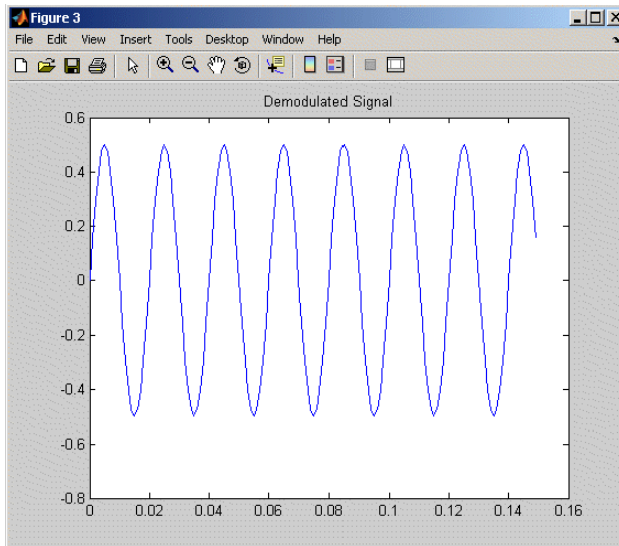 Figure 3
File Edit View Insert Tools Desktop Window Help
Demodulated Signal
0.6
0.4
0.2
0
-0.2
-0.4
-0.6
-0.8
0 0.02 0.04 0.06 0.08 0.1 0.12 0.14 0.16